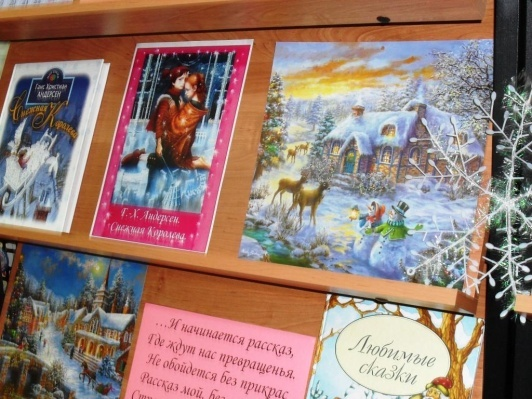 Ганс Христиан
АНДЕРСЕН
Снежная Королева
Г.-Х. Андерсен.
Снежная Королева.
...И начинается рассказ,
Где ждут нас превращенья.
Не обойдется без прикрас
Рассказ мой, без
Любимые
сказки